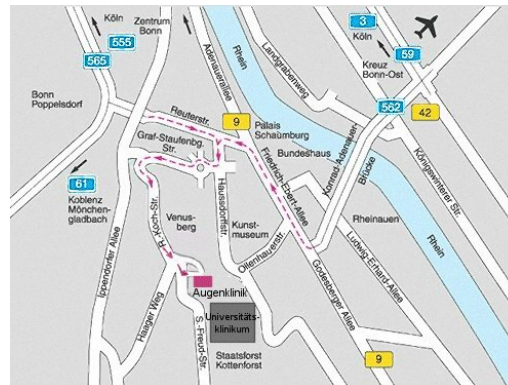 Köln
Zentrum
Bonn
555
565
Bonn
Poppelsdorf
Adenauerallee
Rhein
Landgrabenweg
3
Köln
59
Kreuz
Bonn-Ost
562
42
Reuterstr.
9
Palais
Schaumburg
Graf-Staufenbg.
Str.
Bundeshaus
Konrad-Adenauer-
Brücke
Königswinterer Str.
61
Koblenz
Mönchen-
gladbach
Friedrich-Ebert-Allee
R.-Koch-Str.
Venus-
berg
Hausdorffstr.
Kunst-
museum
Rheinauen
Rhein
Ippendorfer Allee
Ollenhauerstr.
Ludwig-Erhard-Allee
Godesberger Allee
Haager Weg
Augenklinik
Universitäts-
klinikum
S.-Freud-Str.
Staatsforst
Kottenforst
9